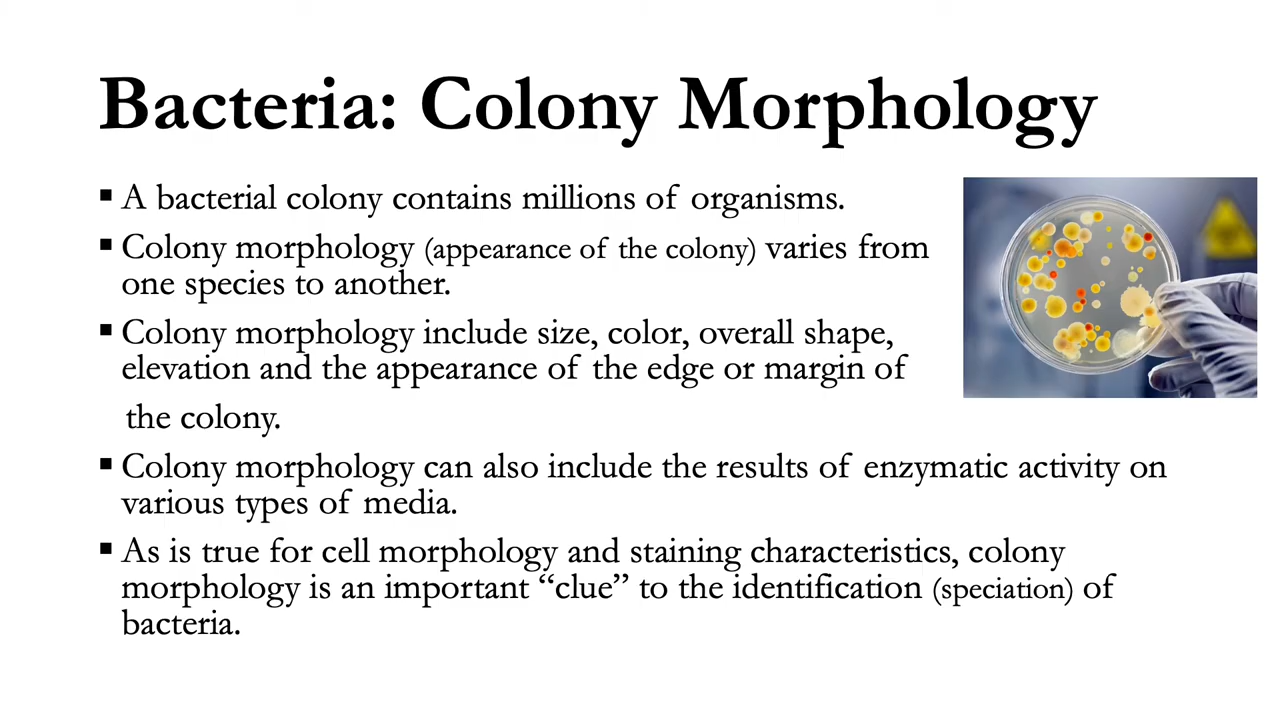 Bacteria: Colony Morphology
▪ A bacterial colony contains millions of organisms.
▪ Colony morphology (appearance of the colony) varies from
one species to another.
▪ Colony morphology include size, color, overall shape,
elevation and the appearance of the edge or margin of
the colony.
▪ Colony morphology can also include the results of enzymatic activity on
various types of media.
▪ As is true for cell morphology and staining characteristics, colony
morphology is an important “clue” to the identification (speciation) of
bacteria.